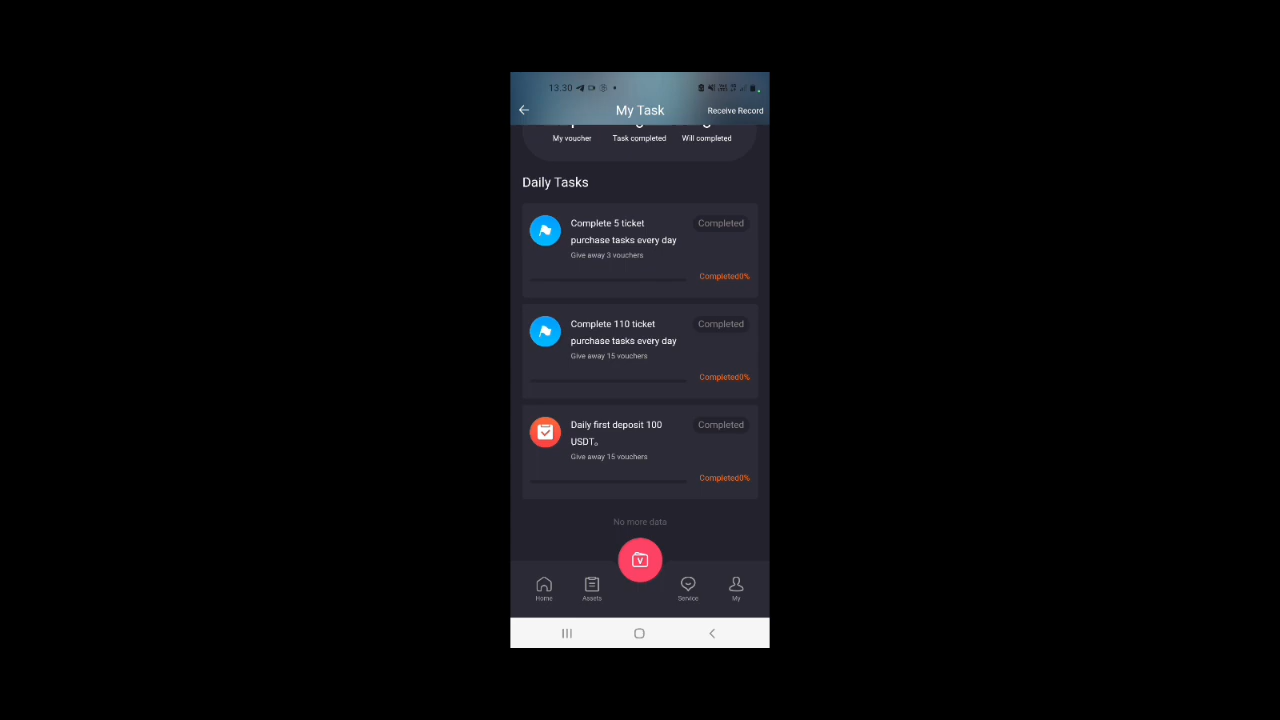 13.30
My Task
Receive Record
My voucher
Task completed
Will completed
Daily Tasks
Complete 5 ticket
purchase tasks every day
Completed
Give away 3 vouchers
Completed0%
Complete 110 ticket
purchase tasks every day
Completed
Give away 15 vouchers
Completed0%
Daily first deposit 100
USDT。
Completed
Give away 15 vouchers
Completed0%
No more data
V
Home
Assets
Service
My